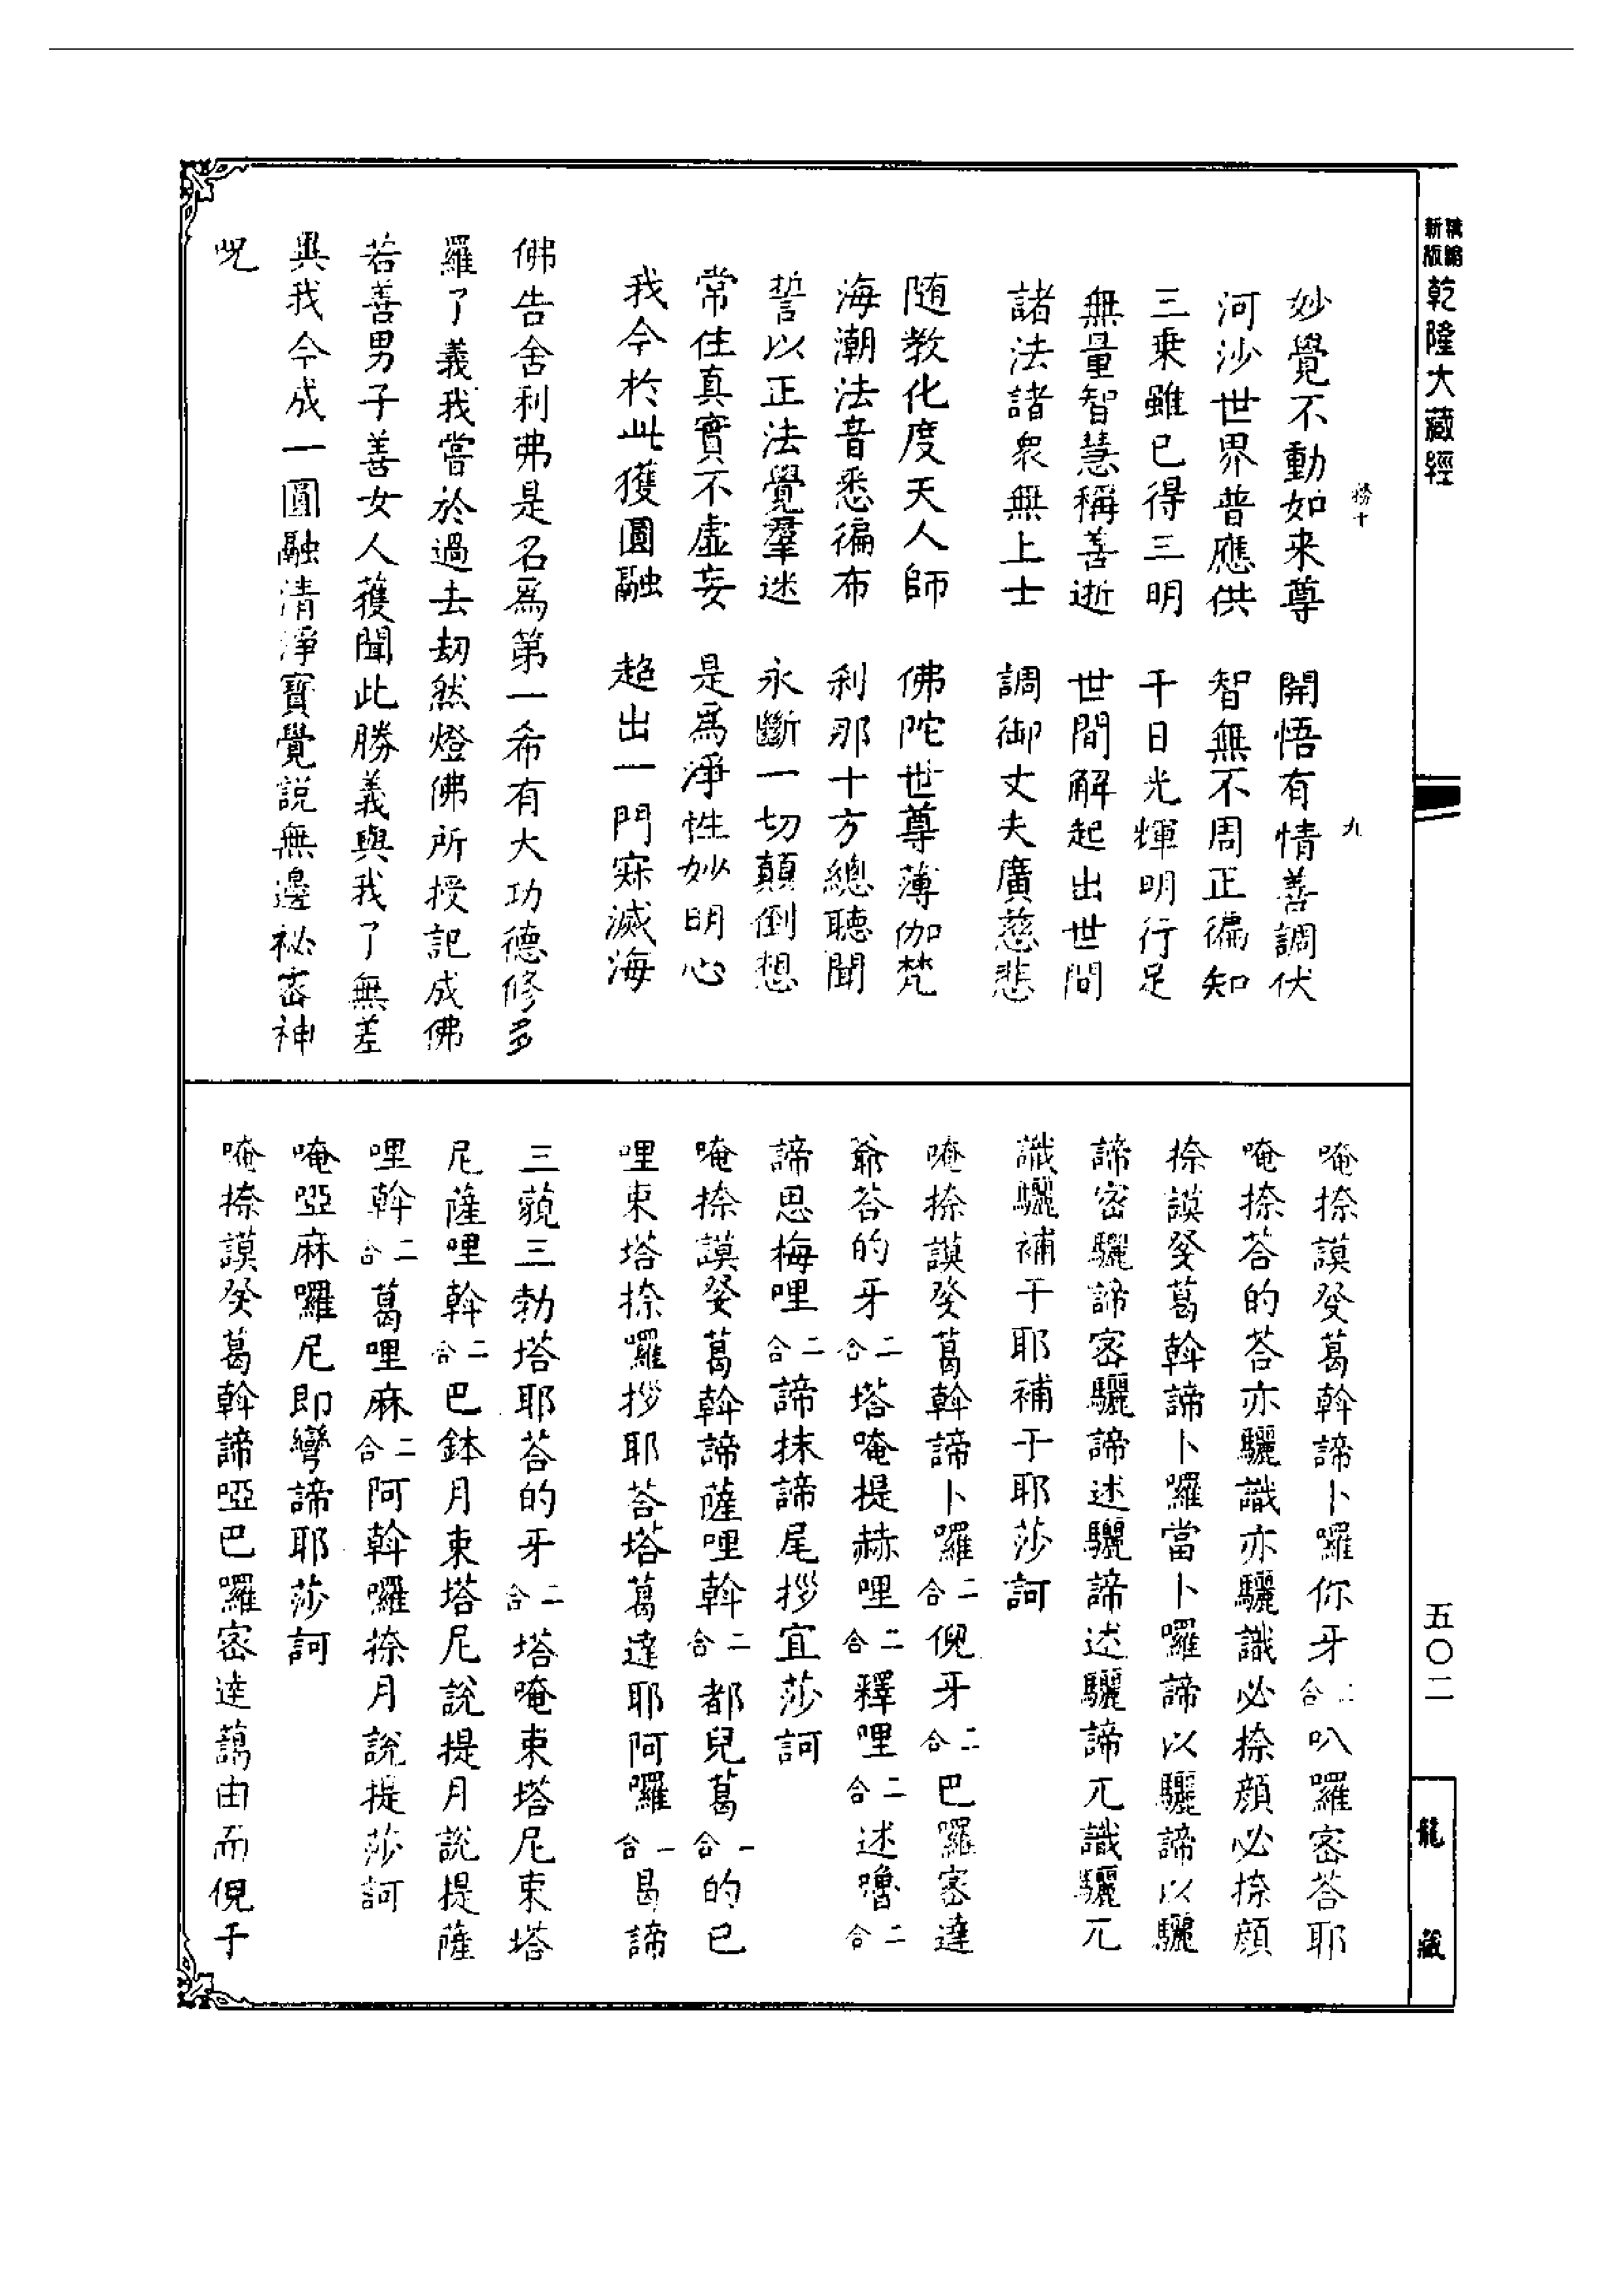 新版精縮 乾隆大藏經
五〇二
龍藏
九
妙覺不動如来尊 開悟有情善調伏
河沙世界普應供 智無不周正徧知
三乘雖已得三明 千日光輝明行足
無量智慧稱善逝 世間解起出世間
諸法諸衆無上士 調御丈夫廣慈悲
隨教化度天人師 佛陀世尊薄伽梵
海潮法音悉徧布 刹那十方總聽聞
誓以正法覺羣迷 永斷一切顛倒想
常住真實不虛妄 是爲淨性妙明心
我今於此獲圓融 超出一門寂滅海
佛告舍利弗是名爲第一希有大功德修多
羅了義我當於過去劫然燈佛所授記成佛
若善男子善女人獲聞此勝義與我了無差
與我今成一圓融清淨寶覺説無邊祕密神
呪
唵捺謨癹葛斡諦卜囉你牙二合叭囉密荅耶
唵捺荅的荅亦驪識亦驪識必捺顔必捺顔
捺謨癹葛斡諦卜囉當卜囉諦以驪諦以驪
諦密驪諦密驪諦述驪諦述驪諦兀識驪兀
識驪補于耶補于耶莎訶
唵捺謨癹葛斡諦卜囉二合倪牙二合巴囉密達
爺荅的牙二合塔唵提赫哩二合釋哩二合述嚕二合
諦思梅哩二合諦抹諦尾拶宜莎訶
唵捺謨癹葛斡諦薩哩斡二合都兒葛一合的已
哩束塔捺囉拶耶荅塔葛達耶阿囉一合曷諦
三藐三勃塔耶荅的牙二合塔唵束塔尼束塔
尼薩哩斡二合巴鉢月束塔尼說提月說提薩
哩斡二合葛哩麻二合阿斡囉捺月說提莎訶
唵啞麻囉尼即彎諦耶莎訶
唵捺謨癹葛斡諦啞巴囉密達藹由而倪于